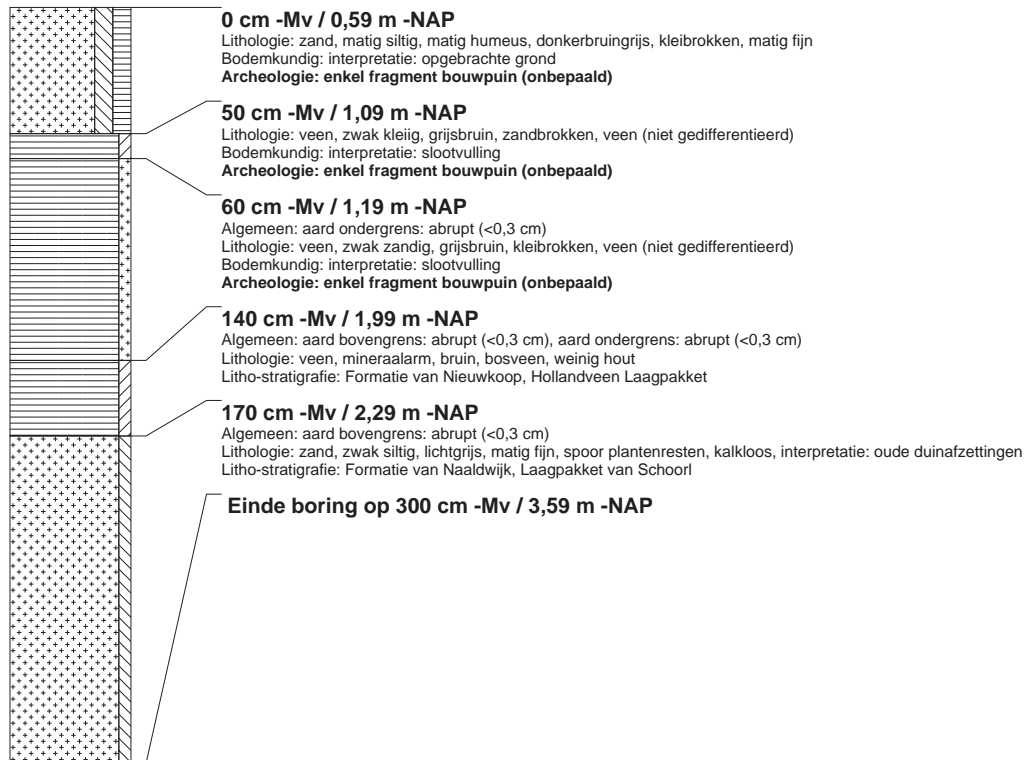 0 cm -Mv / 0,59 m -NAP
Lithologie: zand, matig siltig, matig humeus, donkerbruingrijs, kleibrokken, matig fijn
Bodemkundig: interpretatie: opgebrachte grond
Archeologie: enkel fragment bouwpuin (onbepaald)
50 cm -Mv / 1,09 m -NAP
Lithologie: veen, zwak kleiig, grijsbruin, zandbrokken, veen (niet gedifferentieerd)
Bodemkundig: interpretatie: slootvulling
Archeologie: enkel fragment bouwpuin (onbepaald)
60 cm -Mv / 1,19 m -NAP
Algemeen: aard ondergrens: abrupt (<0,3 cm)
Lithologie: veen, zwak zandig, grijsbruin, kleibrokken, veen (niet gedifferentieerd)
Bodemkundig: interpretatie: slootvulling
Archeologie: enkel fragment bouwpuin (onbepaald)
140 cm -Mv / 1,99 m -NAP
Algemeen: aard bovengrens: abrupt (<0,3 cm), aard ondergrens: abrupt (<0,3 cm)
Lithologie: veen, mineraalarm, bruin, bosveen, weinig hout
Litho-stratigrafie: Formatie van Nieuwkoop, Hollandveen Laagpakket
170 cm -Mv / 2,29 m -NAP
Algemeen: aard bovengrens: abrupt (<0,3 cm)
Lithologie: zand, zwak siltig, lichtgrijs, matig fijn, spoor plantenresten, kalkloos, interpretatie: oude duinafzettingen
Litho-stratigrafie: Formatie van Naaldwijk, Laagpakket van Schoorl
Einde boring op 300 cm -Mv / 3,59 m -NAP